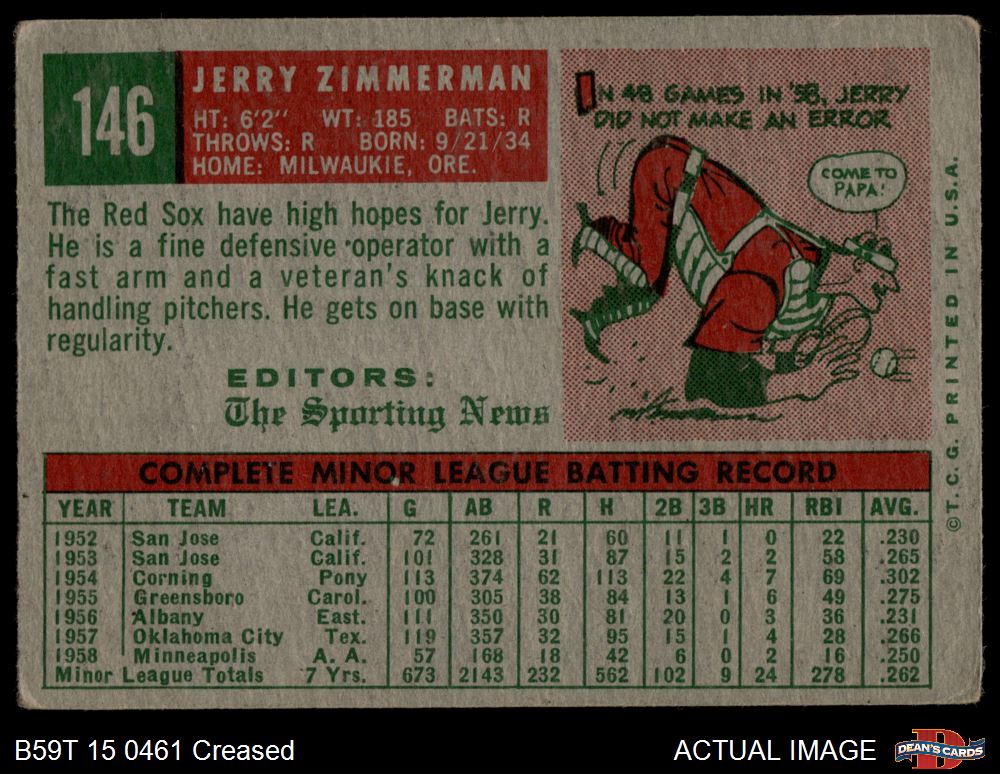 146
JERRY ZIMMERMAN
HT: 6'2" WT: 185 BATS: R
THROWS: R BORN: 9/21/34
HOME: MILWAUKIE, ORE.
The Red Sox have high hopes for Jerry.
He is a fine defensive operator with a
fast arm and a veteran's knack of
handling pitchers. He gets on base with
regularity.
EDITORS:
The Sporting News
IN 48 GAMES IN '58, JERRY
DID NOT MAKE AN ERROR
COME TO
PAPA!
©T.C.G. PRINTED IN U.S.A.
COMPLETE MINOR LEAGUE BATTING RECORD
YEAR TEAM LEA. G AB R H 2B 3B HR RBI AVG.
1952 San Jose Calif. 72 261 21 60 11 1 0 22 .230
1953 San Jose Calif. 101 328 31 87 15 2 2 58 .265
1954 Corning Pony 113 374 62 113 22 4 7 69 .302
1955 Greensboro Carol. 100 305 38 84 13 1 6 49 .275
1956 Albany East. 111 350 30 81 20 0 3 36 .231
1957 Oklahoma City Tex. 119 357 32 95 15 1 4 28 .266
1958 Minneapolis A. A. 57 168 18 42 6 0 2 16 .250
Minor League Totals 7 Yrs. 673 2143 232 562 102 9 24 278 .262
B59T 15 0461 Creased
ACTUAL IMAGE
D
DEAN'S CARDS